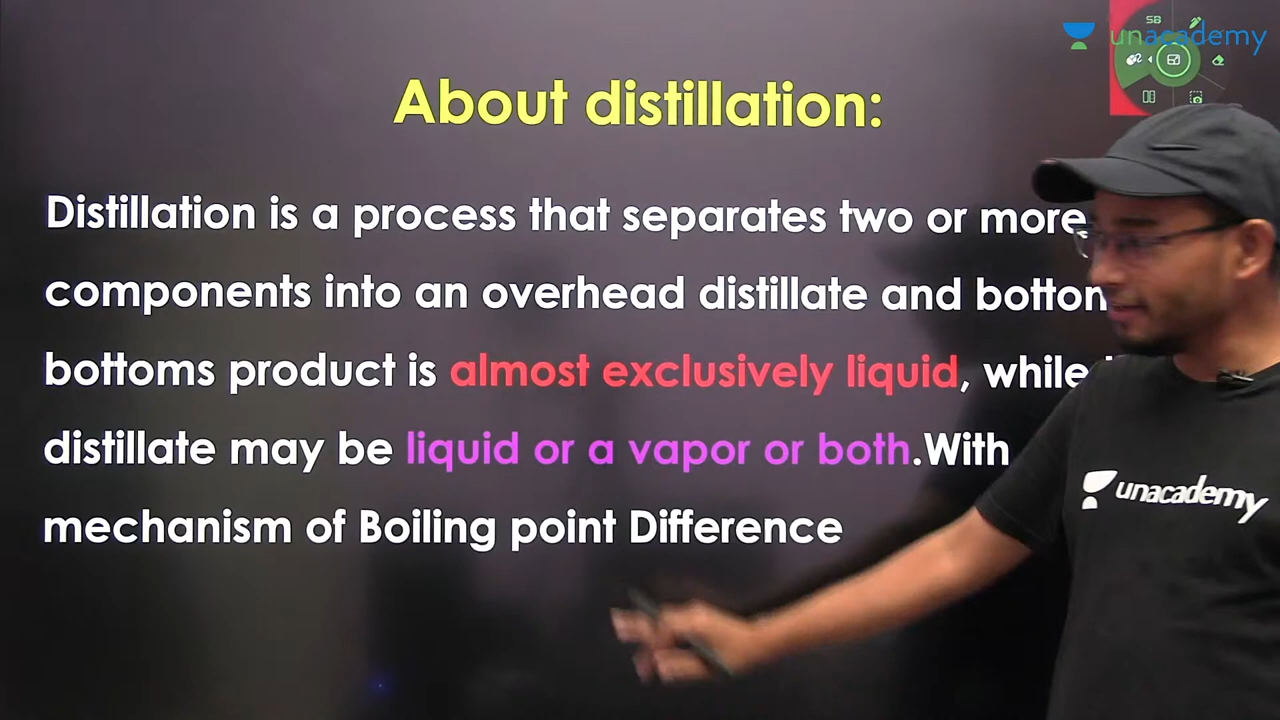 58
unacademy
About distillation:
Distillation is a process that separates two or more
components into an overhead distillate and
bottoms product is almost exclusively liquid, while
distillate may be liquid or a vapor or both.With
mechanism of Boiling point Difference
unacademy